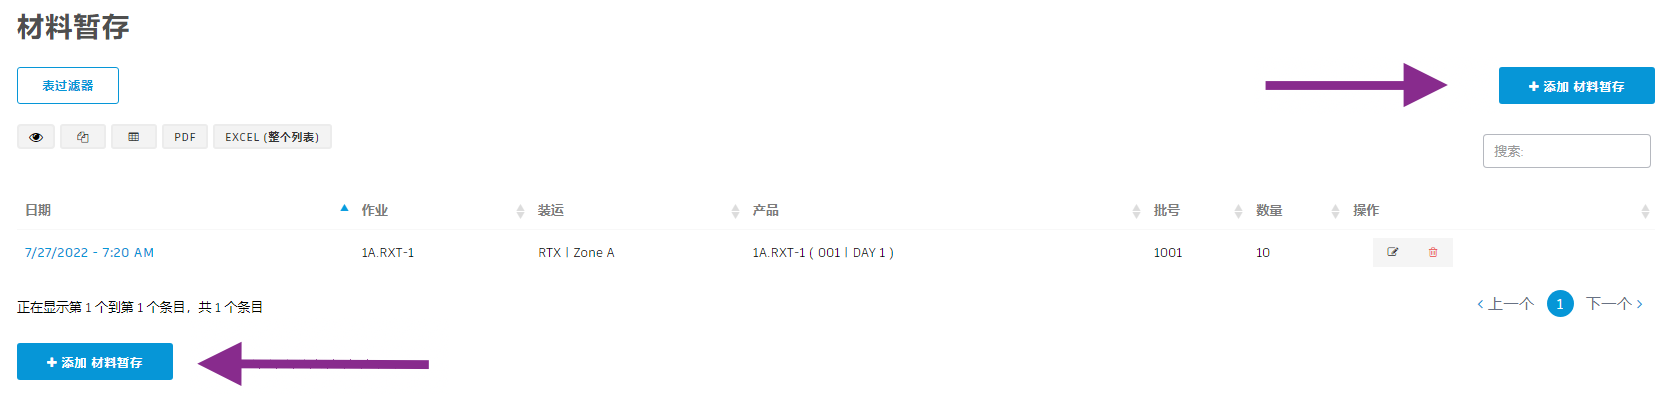 材料暂存
表过滤器
添加 材料暂存
PDF EXCEL (整个列表)
搜索:
日期 作业 装运 产品 批号 数量 操作
7/27/2022 - 7:20 AM 1A.RXT-1 RTX | Zone A 1A.RXT-1 ( 001 | DAY 1 ) 1001 10
正在显示第 1 个到第 1 个条目，共 1 个条目
上一个 1 下一个
添加 材料暂存